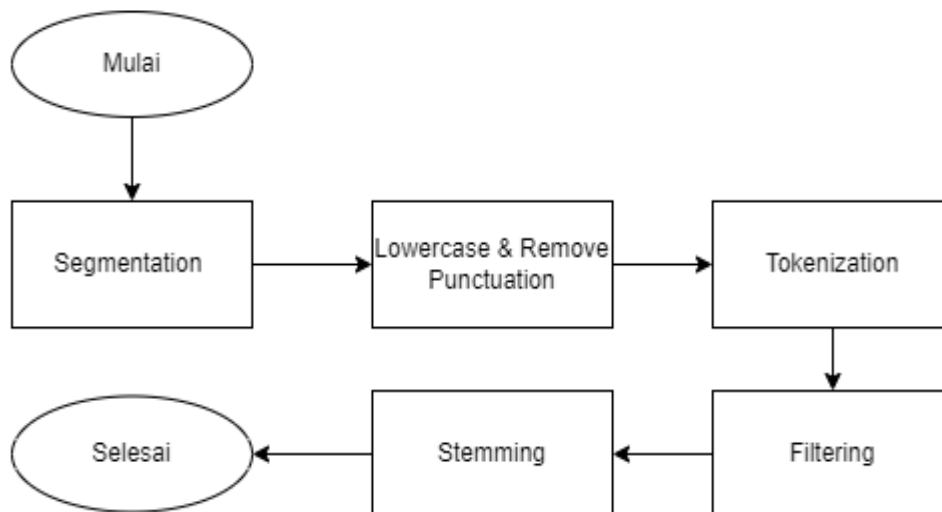 Mulai
Segmentation
Lowercase & Remove
Punctuation
Tokenization
Filtering
Stemming
Selesai